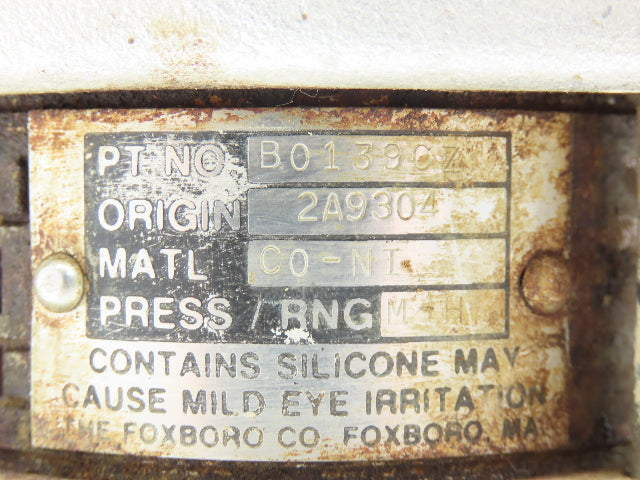 PT NO B0139CZ
ORIGIN 2A9304
MATL CO-NI
PRESS / RNG M-H
CONTAINS SILICONE MAY
CAUSE MILD EYE IRRITATION
THE FOXBORO CO. FOXBORO, MA.